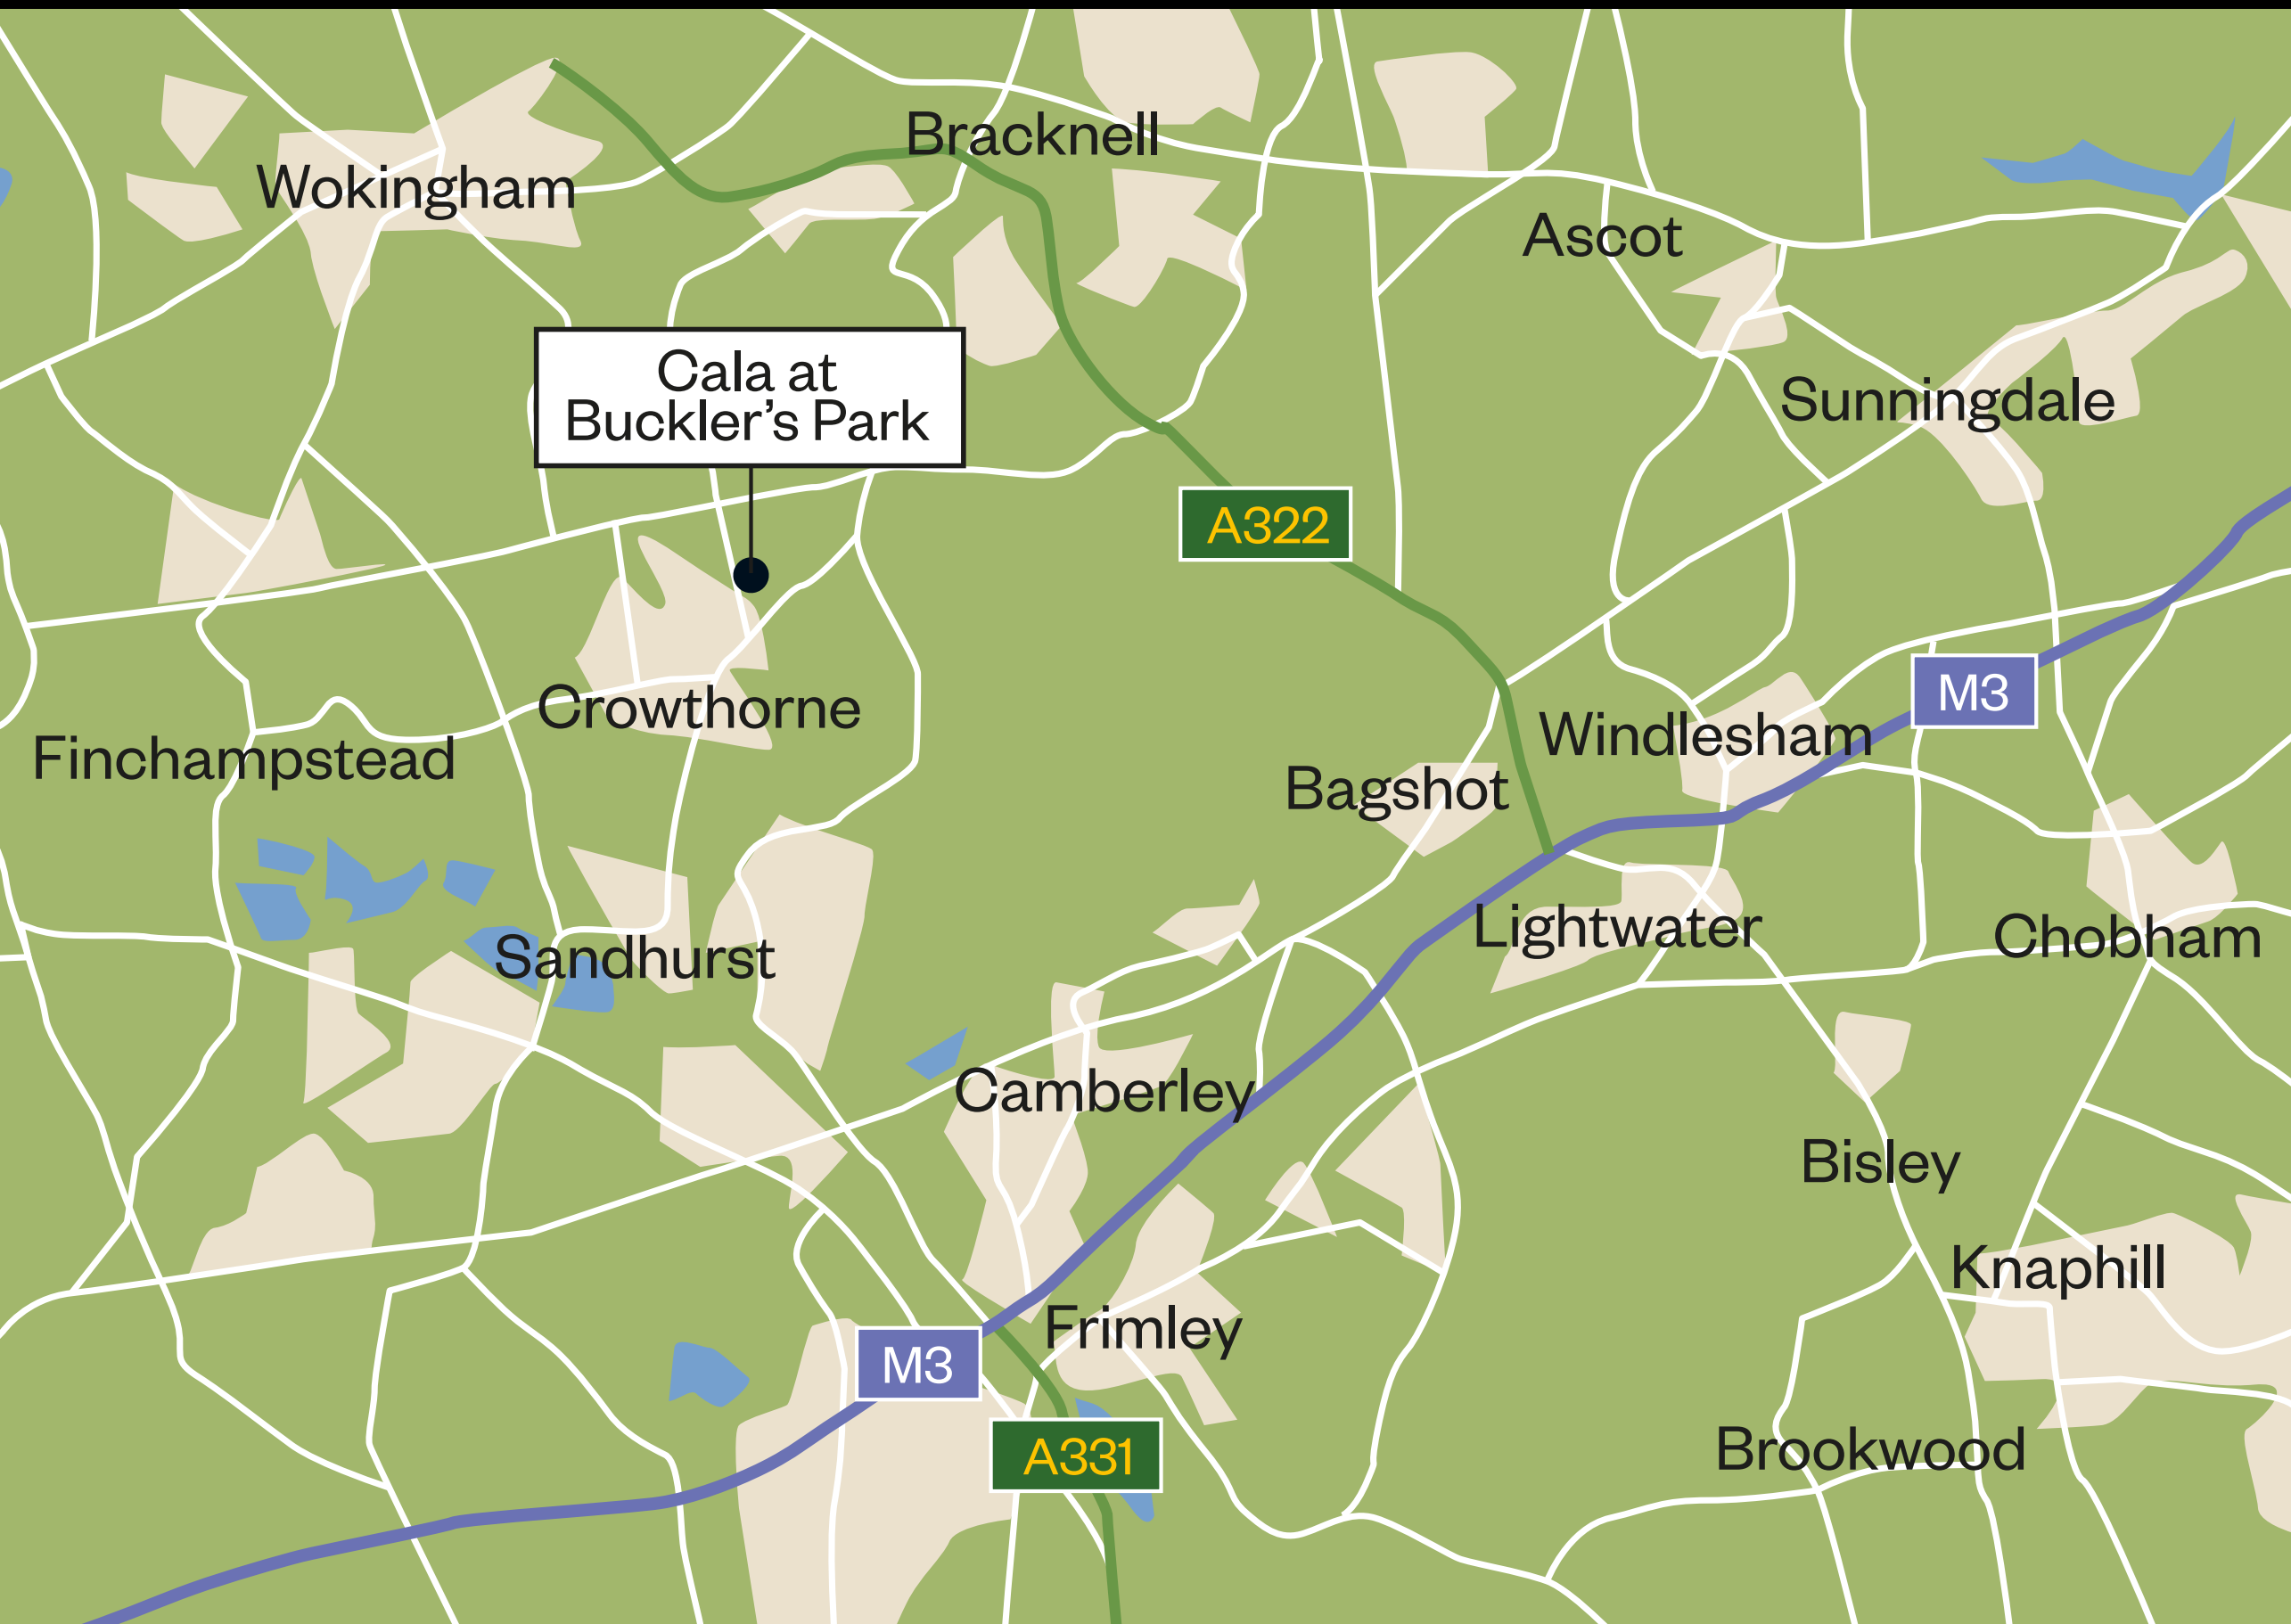 Bracknell
Wokingham
Ascot
Cala at
Buckler's Park
Sunningdale
A322
M3
Crowthorne
Windlesham
Finchampstead
Bagshot
Lightwater
Chobham
Sandhurst
Camberley
Bisley
Knaphill
Frimley
M3
Brookwood
A331